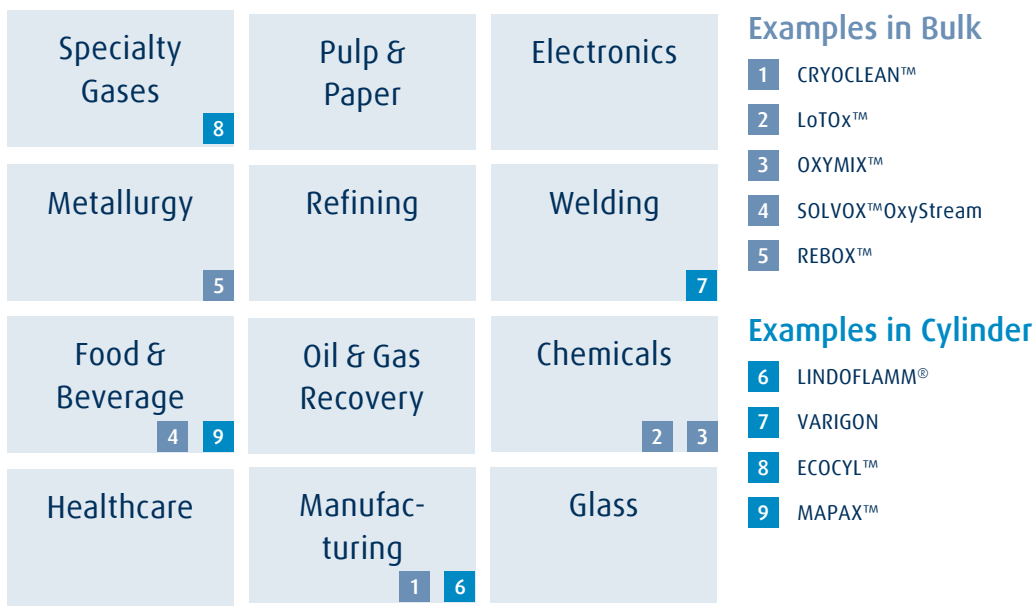 Specialty
Gases
8
Pulp &
Paper
Electronics
Metallurgy
5
Refining
Welding
7
Food &
Beverage
4 9
Oil & Gas
Recovery
Chemicals
2 3
Healthcare
Manufac-
turing
1 6
Glass
Examples in Bulk
1 CRYOCLEAN™
2 LoTOx™
3 OXYMIX™
4 SOLVOX™OxyStream
5 REBOX™
Examples in Cylinder
6 LINDOFLAMM®
7 VARIGON
8 ECOCYL™
9 MAPAX™